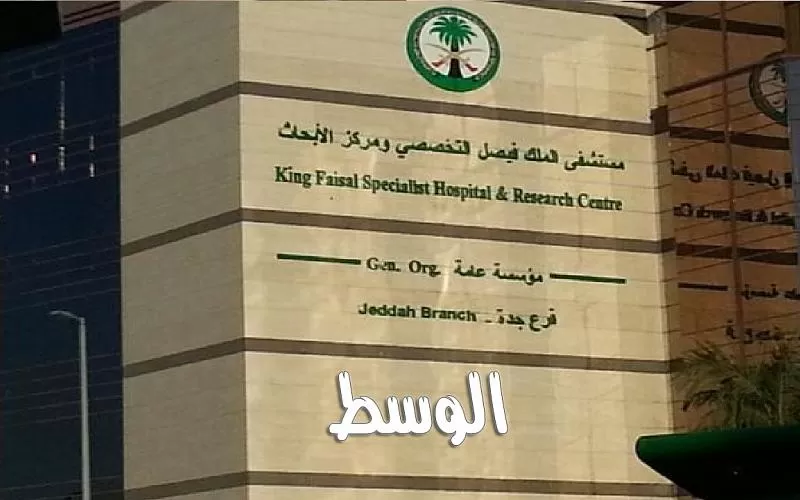 مستشفى الملك فيصل التخصصي ومركز الأبحاث
King Faisal Specialist Hospital & Research Centre
مؤسسة عامة Gen. Org.
فرع جدة - Jeddah Branch
الوسط